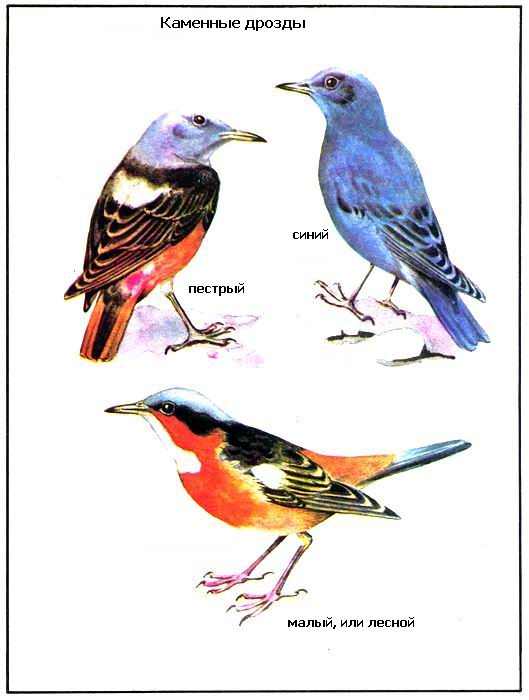 Каменные дрозды
синий
пестрый
малый, или лесной